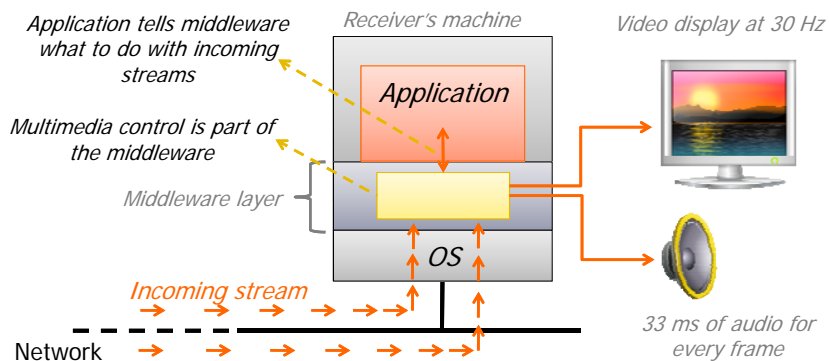 Application tells middleware
what to do with incoming
streams
Receiver's machine
Video display at 30 Hz
Application
Multimedia control is part of
the middleware
Middleware layer
OS
Incoming stream
Network
33 ms of audio for
every frame